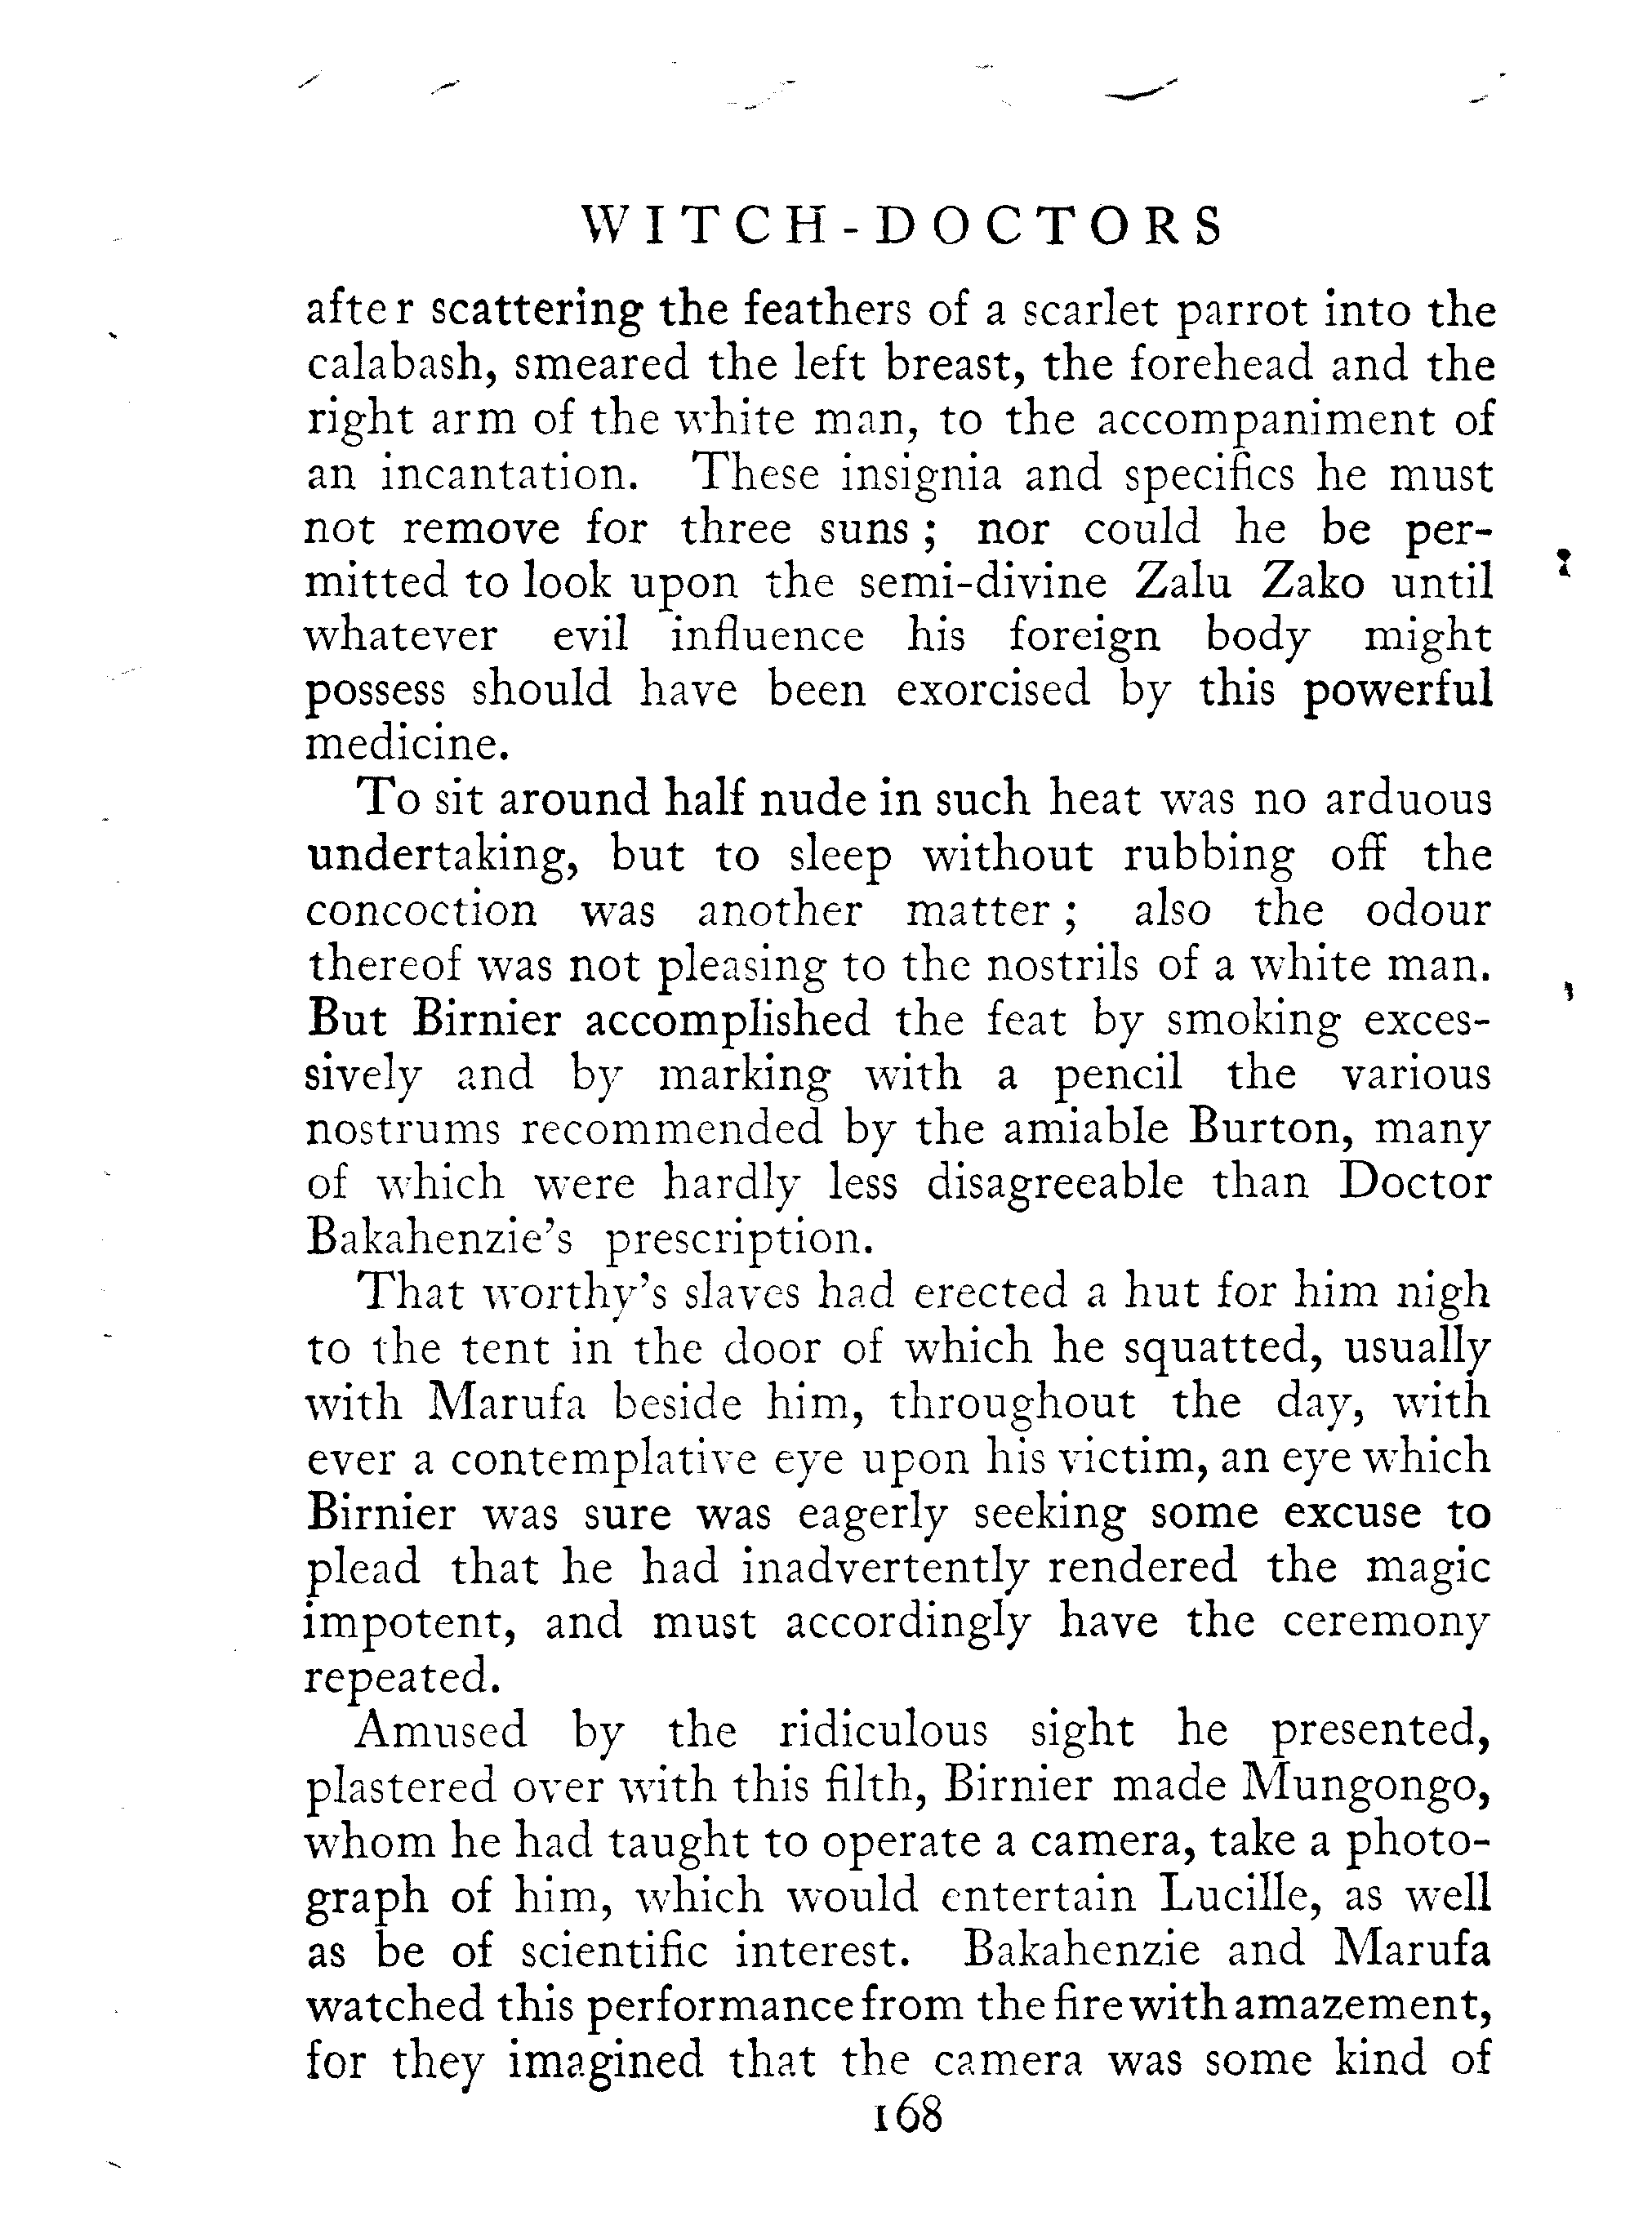 WITCH-DOCTORS
after scattering the feathers of a scarlet parrot into the
calabash, smeared the left breast, the forehead and the
right arm of the white man, to the accompaniment of
an incantation. These insignia and specifics he must
not remove for three suns; nor could he be per-
mitted to look upon the semi-divine Zalu Zako until
whatever evil influence his foreign body might
possess should have been exorcised by this powerful
medicine.
To sit around half nude in such heat was no arduous
undertaking, but to sleep without rubbing off the
concoction was another matter; also the odour
thereof was not pleasing to the nostrils of a white man.
But Birnier accomplished the feat by smoking exces-
sively and by marking with a pencil the various
nostrums recommended by the amiable Burton, many
of which were hardly less disagreeable than Doctor
Bakahenzie's prescription.
That worthy's slaves had erected a hut for him nigh
to the tent in the door of which he squatted, usually
with Marufa beside him, throughout the day, with
ever a contemplative eye upon his victim, an eye which
Birnier was sure was eagerly seeking some excuse to
plead that he had inadvertently rendered the magic
impotent, and must accordingly have the ceremony
repeated.
Amused by the ridiculous sight he presented,
plastered over with this filth, Birnier made Mungongo,
whom he had taught to operate a camera, take a photo-
graph of him, which would entertain Lucille, as well
as be of scientific interest. Bakahenzie and Marufa
watched this performance from the fire with amazement,
for they imagined that the camera was some kind of
168